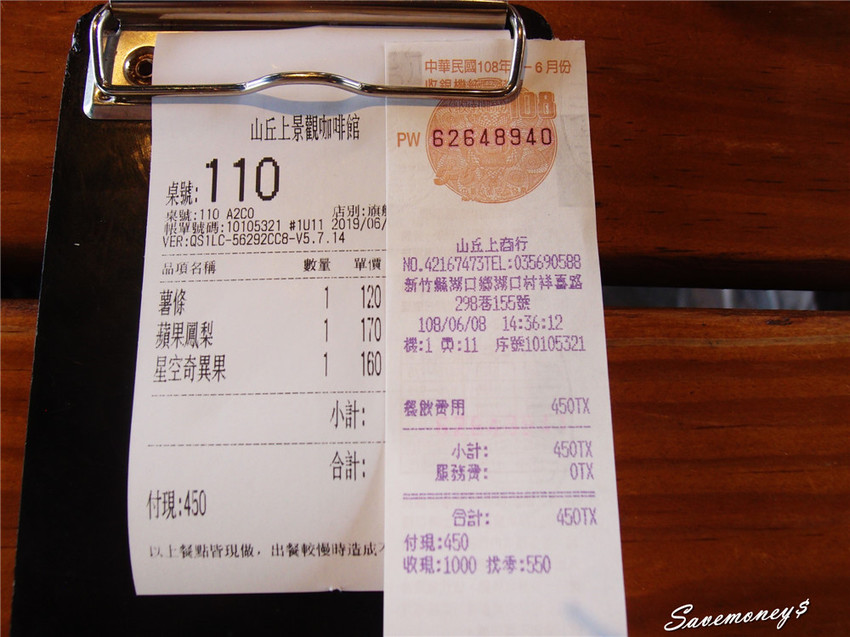 山丘上景觀咖啡館
桌號:110
桌號:110 A2CO 店別:旗
帳單號碼:10105321 #1U11 2019/06/
VER:QS1LC-56292CC8-V5.7.14
品項名稱 數量 單價
薯條 1 120
蘋果鳳梨 1 170
星空奇異果 1 160
小計:
合計:
付現:450
以上餐點皆現做,出餐較慢時造成
中華民國108年 6月份
收銀機統
108
PW 62648940
山丘上商行
NO.42167473TEL:035690588
新竹縣湖口鄉湖口村祥喜路
298巷155號
108/06/08 14:36:12
機:1 員:11 序號10105321
餐飲費用 450TX
小計: 450TX
服務費: 0TX
合計: 450TX
付現:450
收現:1000 找零:550
Savemoney$